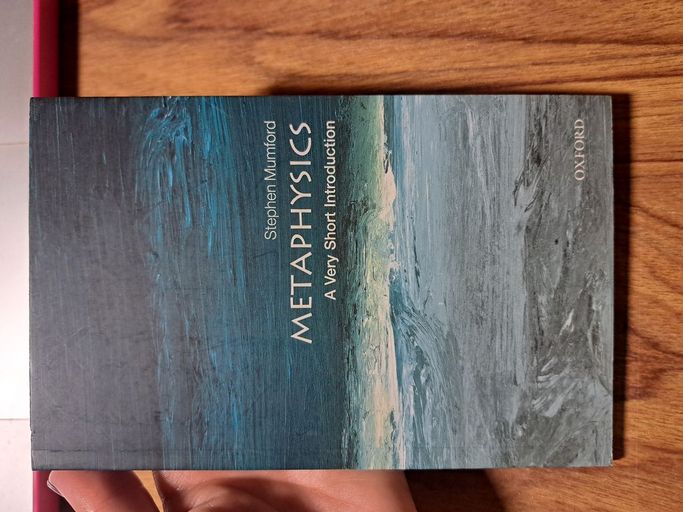 Stephen Mumford
METAPHYSICS
A Very Short Introduction
OXFORD